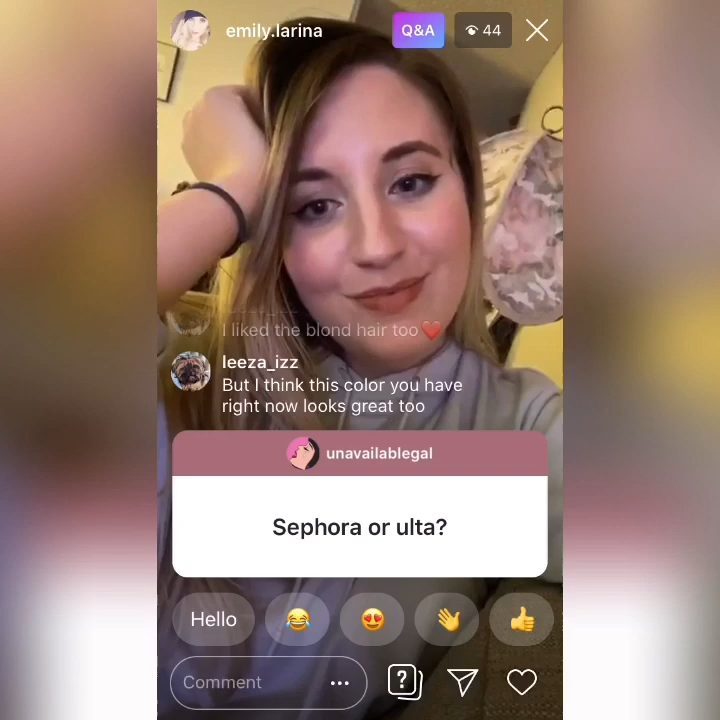 emily.larina
Q&A
44
I liked the blond hair too❤️
leeza_izz
But I think this color you have
right now looks great too
unavailablegal
Sephora or ulta?
Hello
Comment
?